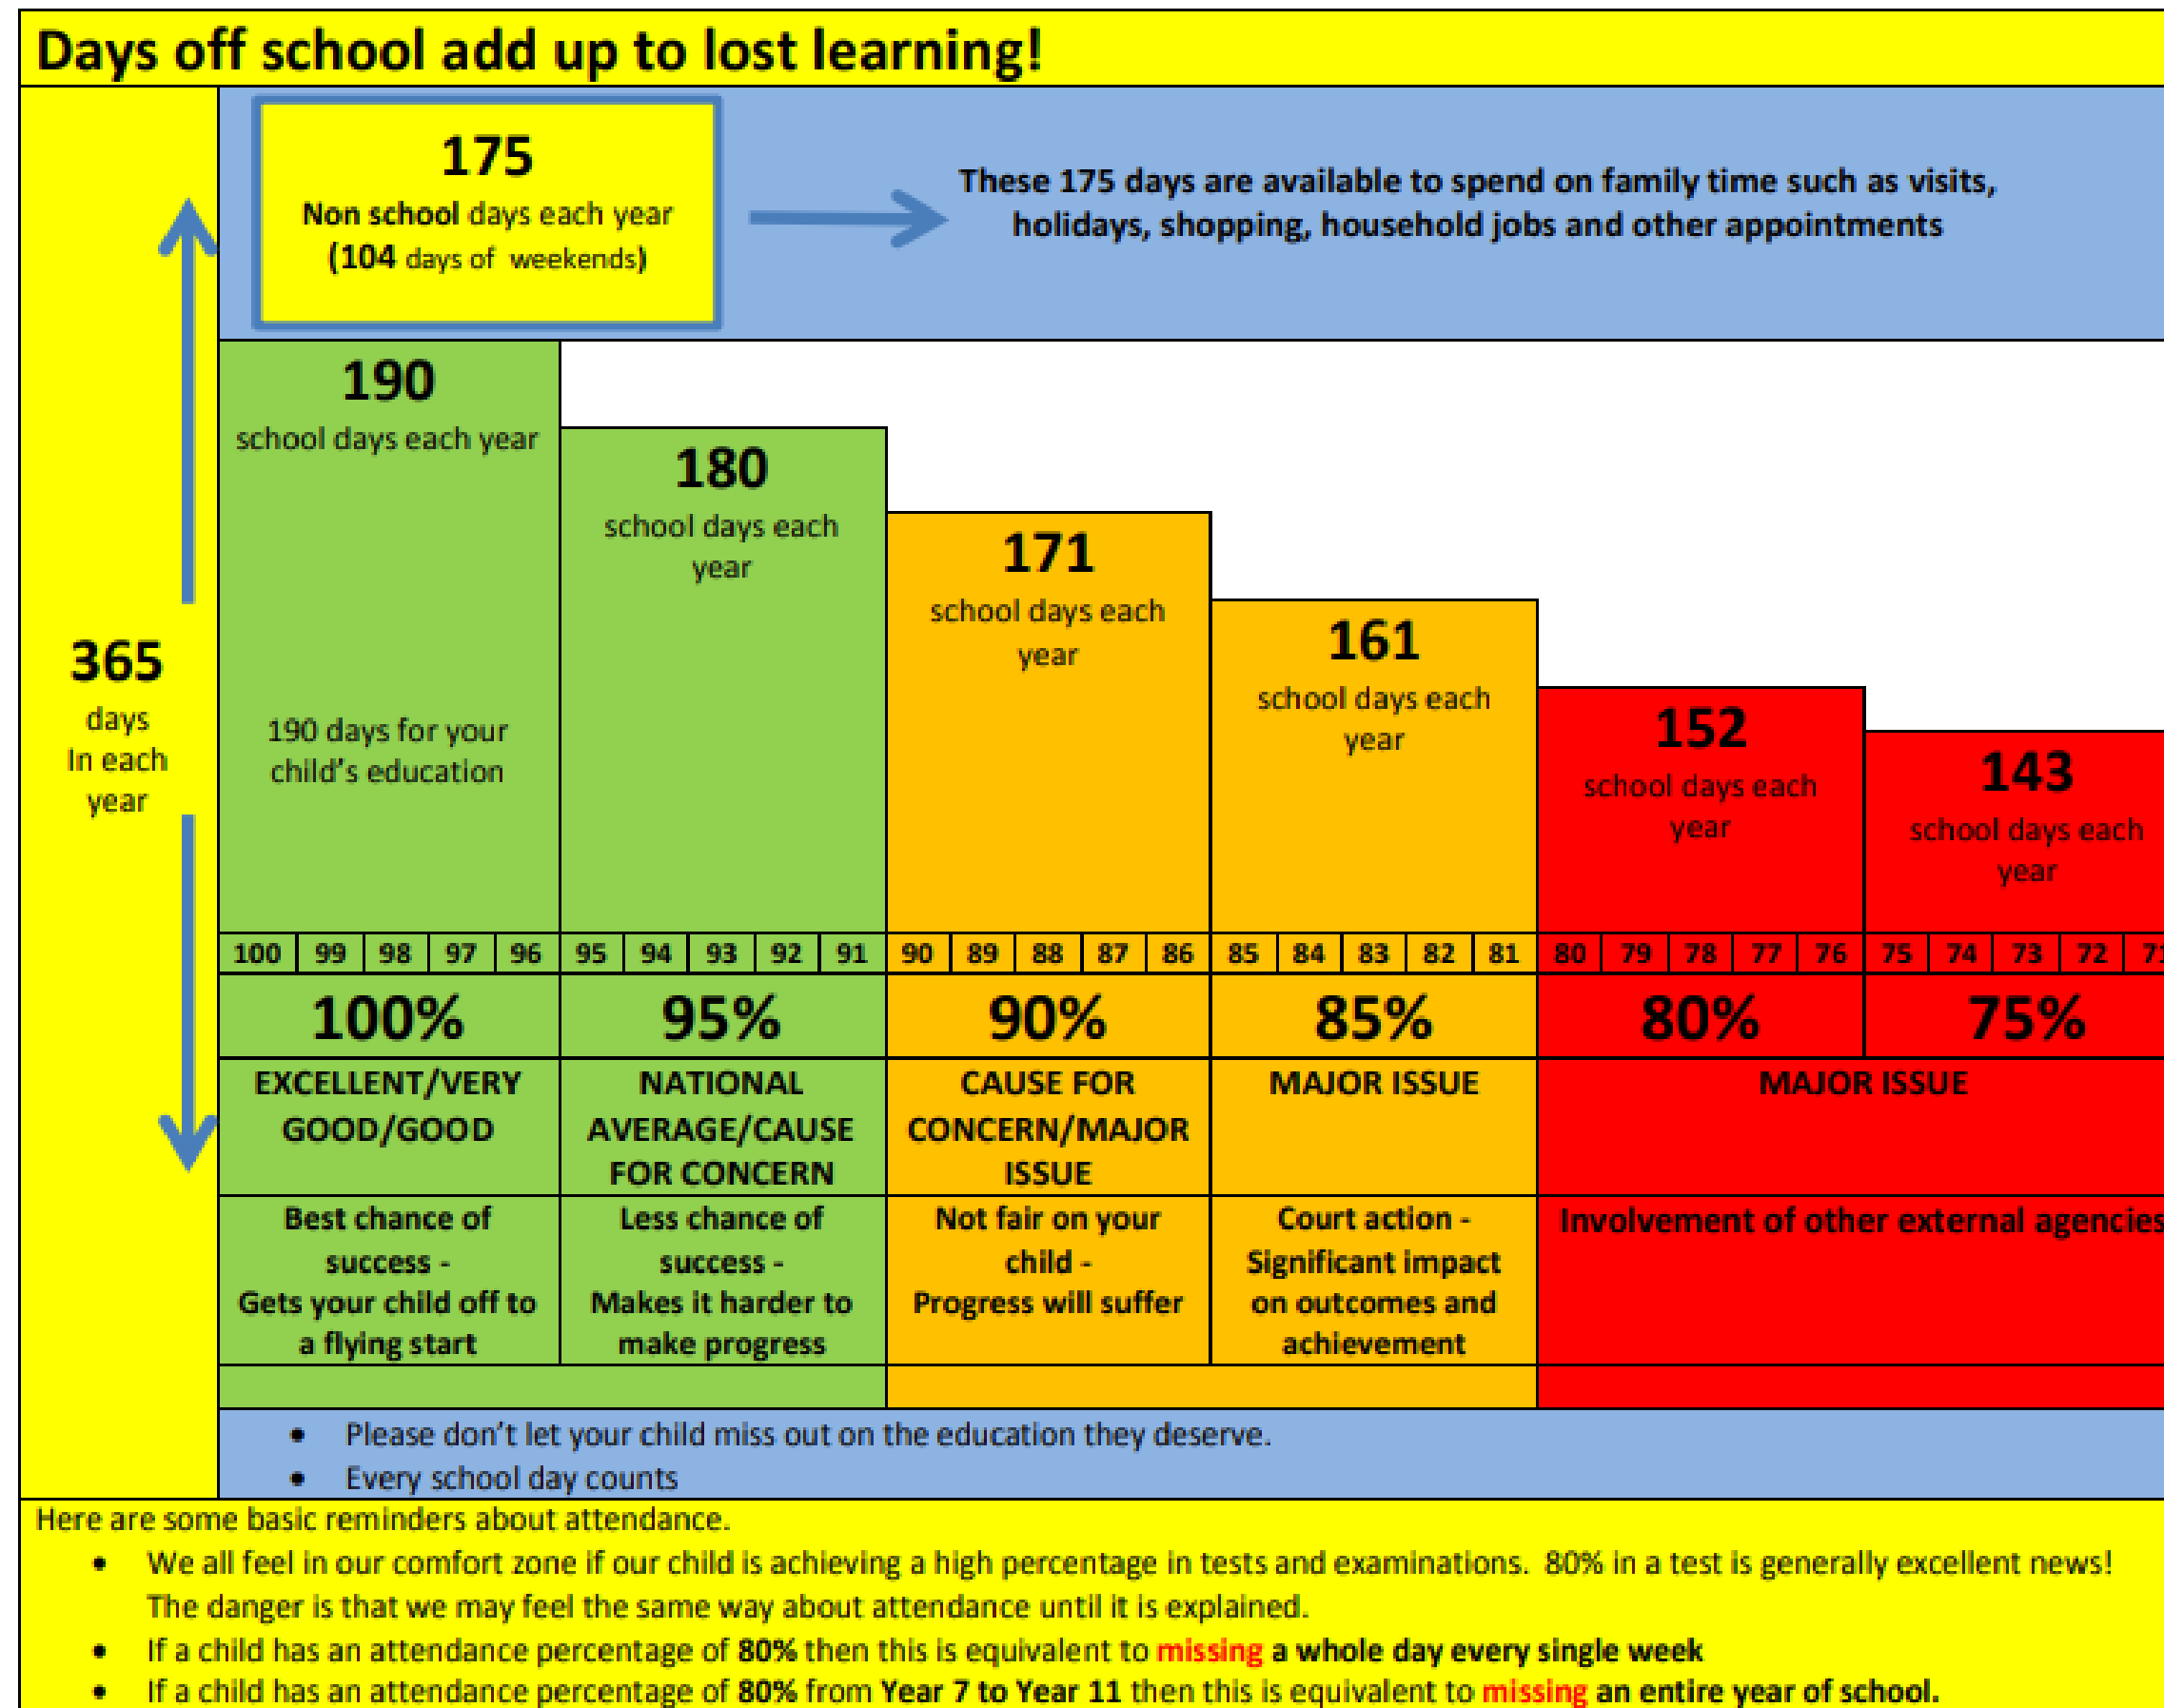 Days off school add up to lost learning!
175
Non school days each year
(104 days of weekends)
These 175 days are available to spend on family time such as visits,
holidays, shopping, household jobs and other appointments
365
days
In each
year
190
school days each year
190 days for your
child's education
180
school days each
year
171
school days each
year
161
school days each
year
152
school days each
year
143
school days each
year
100 99 98 97 96 95 94 93 92 91 90 89 88 87 86 85 84 83 82 81 80 79 78 77 76 75 74 73 72 71
100% 95% 90% 85% 80% 75%
EXCELLENT/VERY
GOOD/GOOD
NATIONAL
AVERAGE/CAUSE
FOR CONCERN
CAUSE FOR
CONCERN/MAJOR
ISSUE
MAJOR ISSUE
MAJOR ISSUE
Best chance of
success -
Gets your child off to
a flying start
Less chance of
success -
Makes it harder to
make progress
Not fair on your
child -
Progress will suffer
Court action -
Significant impact
on outcomes and
achievement
Involvement of other external agencies
• Please don't let your child miss out on the education they deserve.
• Every school day counts
Here are some basic reminders about attendance.
• We all feel in our comfort zone if our child is achieving a high percentage in tests and examinations. 80% in a test is generally excellent news!
The danger is that we may feel the same way about attendance until it is explained.
• If a child has an attendance percentage of 80% then this is equivalent to missing a whole day every single week
• If a child has an attendance percentage of 80% from Year 7 to Year 11 then this is equivalent to missing an entire year of school.